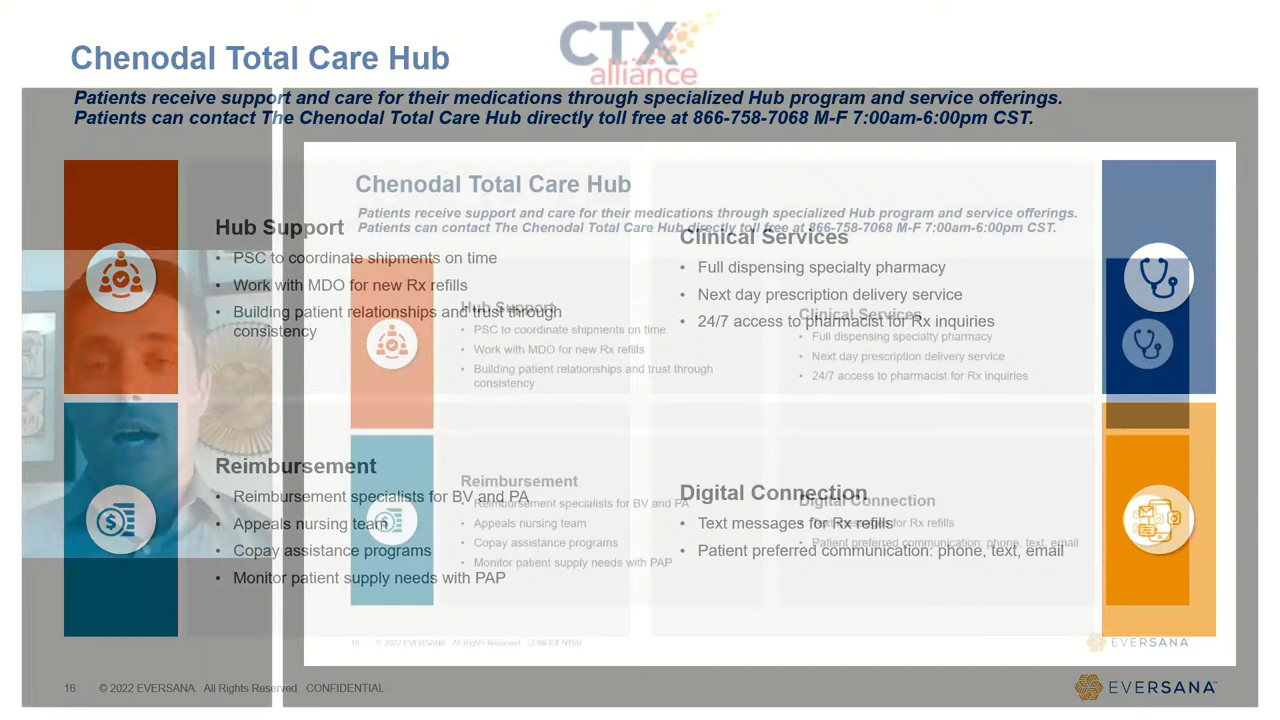 CTX
alliance
Chenodal Total Care Hub
Patients receive support and care for their medications through specialized Hub program and service offerings.
Patients can contact The Chenodal Total Care Hub directly toll free at 866-758-7068 M-F 7:00am-6:00pm CST.
Hub Support
• PSC to coordinate shipments on time
• Work with MDO for new Rx refills
• Building patient relationships and trust through
consistency
Clinical Services
• Full dispensing specialty pharmacy
• Next day prescription delivery service
• 24/7 access to pharmacist for Rx inquiries
Reimbursement
• Reimbursement specialists for BV and PA
• Appeals nursing team
• Copay assistance programs
• Monitor patient supply needs with PAP
Digital Connection
• Text messages for Rx refills
• Patient preferred communication: phone, text, email
16 © 2022 EVERSANA. All Rights Reserved. CONFIDENTIAL
EVERSANA™
Chenodal Total Care Hub
Patients receive support and care for their medications through specialized Hub program and service offerings.
Patients can contact The Chenodal Total Care Hub directly toll free at 866-758-7068 M-F 7:00am-6:00pm CST.
Hub Support
• PSC to coordinate shipments on time
• Work with MDO for new Rx refills
• Building patient relationships and trust through
consistency
Clinical Services
• Full dispensing specialty pharmacy
• Next day prescription delivery service
• 24/7 access to pharmacist for Rx inquiries
Reimbursement
• Reimbursement specialists for BV and PA
• Appeals nursing team
• Copay assistance programs
• Monitor patient supply needs with PAP
Digital Connection
• Text messages for Rx refills
• Patient preferred communication: phone, text, email
16 © 2022 EVERSANA. All Rights Reserved. CONFIDENTIAL
EVERSANA